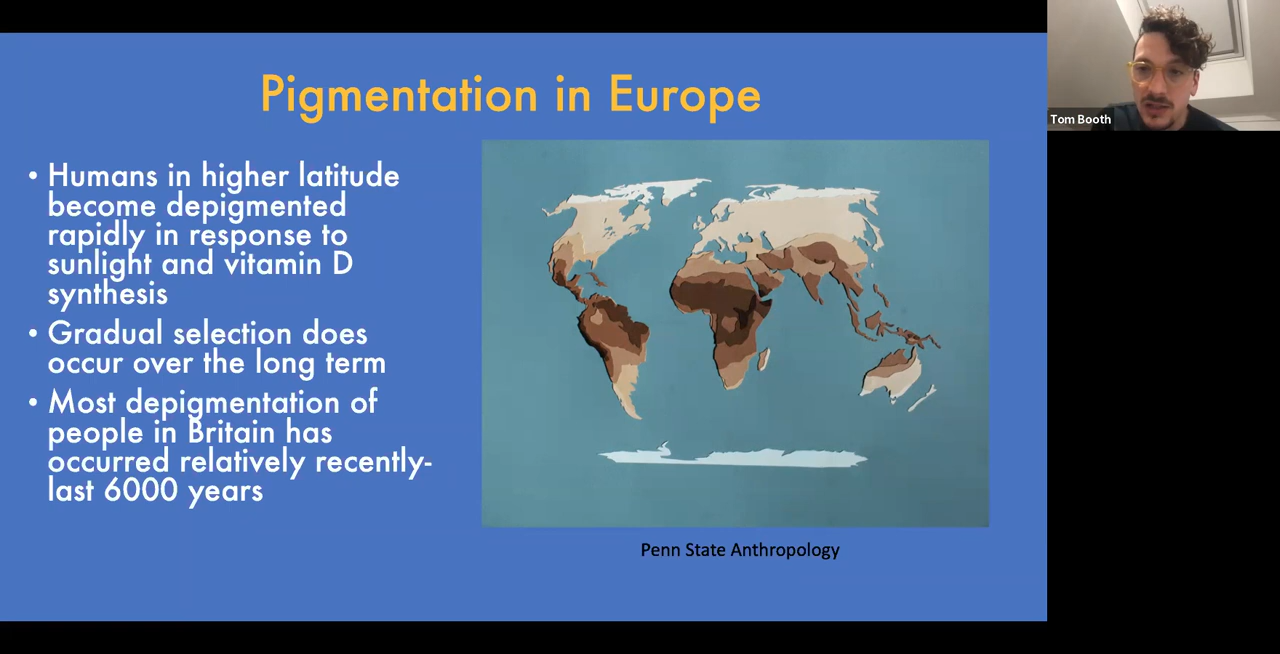 Pigmentation in Europe
• Humans in higher latitude
become depigmented
rapidly in response to
sunlight and vitamin D
synthesis
• Gradual selection does
occur over the long term
• Most depigmentation of
people in Britain has
occurred relatively recently-
last 6000 years
Penn State Anthropology
Tom Booth